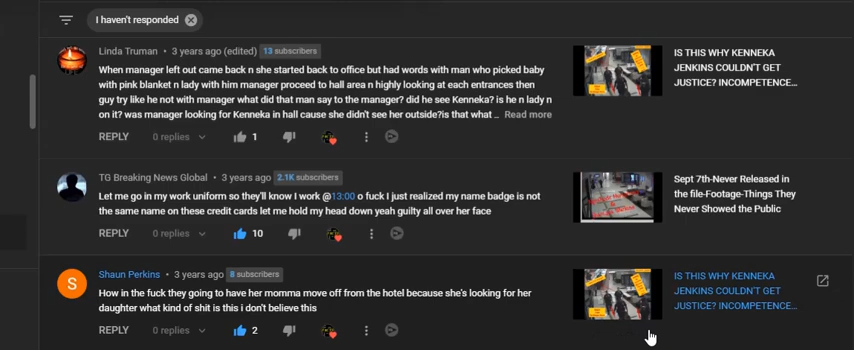 I haven't responded
Linda Truman • 3 years ago (edited) 13 subscribers
When manager left out came back n she started back to office but had words with man who picked baby
with pink blanket n lady with him manager proceed to hall area n highly looking at each entrances then
guy try like he not with manager what did that man say to the manager? did he see Kenneka? is he n lady n
on it? was manager looking for Kenneka in hall cause she didn't see her outside?is that what ... Read more
REPLY 0 replies 1
IS THIS WHY KENNEKA
JENKINS COULDN'T GET
JUSTICE? INCOMPETENCE...
TG Breaking News Global • 3 years ago 2.1K subscribers
Let me go in my work uniform so they'll know I work @13:00 o fuck I just realized my name badge is not
the same name on these credit cards let me hold my head down yeah guilty all over her face
REPLY 0 replies 10
Sept 7th-Never Released in
the file-Footage-Things They
Never Showed the Public
S
Shaun Perkins • 3 years ago 8 subscribers
How in the fuck they going to have her momma move off from the hotel because she's looking for her
daughter what kind of shit is this i don't believe this
REPLY 0 replies 2
IS THIS WHY KENNEKA
JENKINS COULDN'T GET
JUSTICE? INCOMPETENCE...